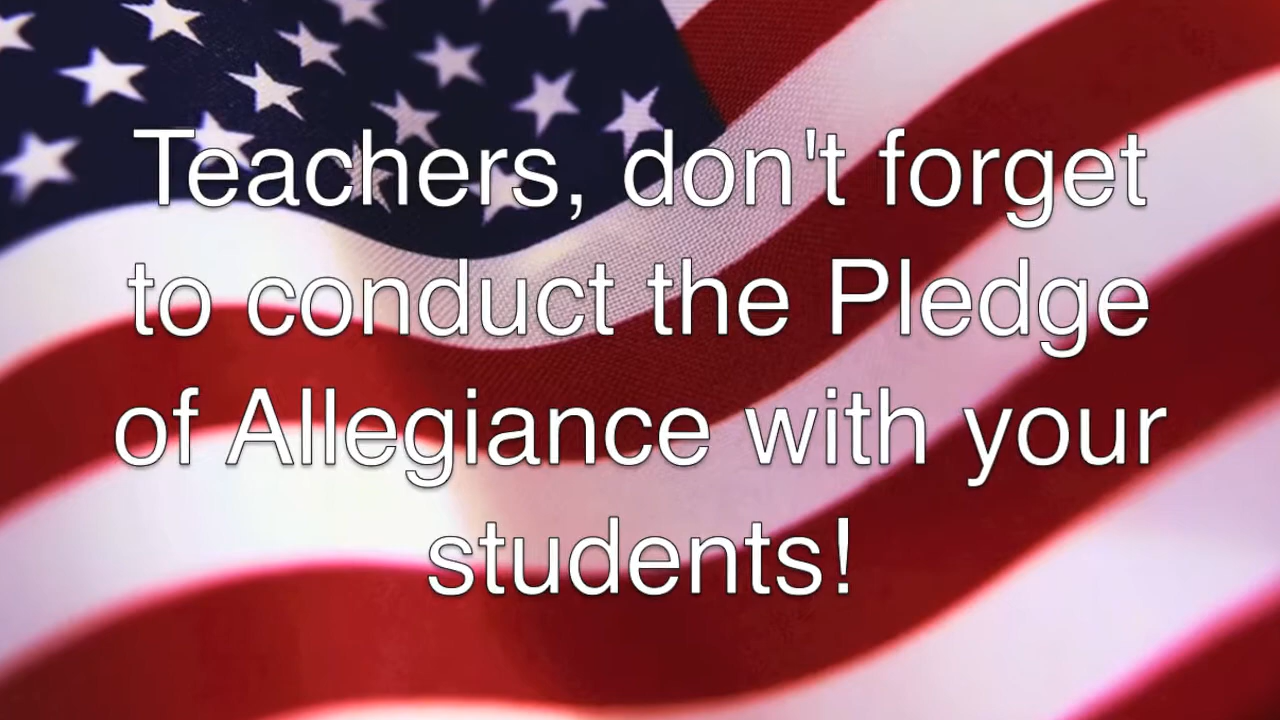 Teachers, don't forget
to conduct the Pledge
of Allegiance with your
students!